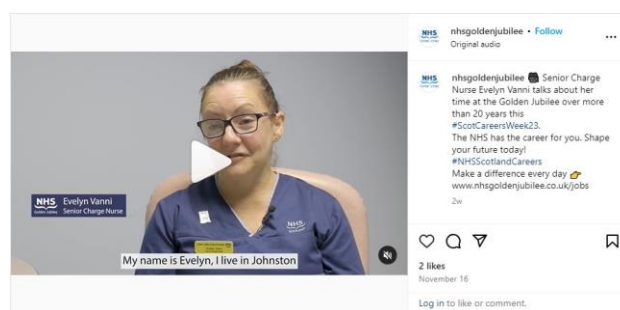 NHS
Evelyn Vanni
Senior Charge Nurse
NHS
My name is Evelyn, I live in Johnston
NHS
nhsgoldenjubilee • Follow
Original audio
NHS
nhsgoldenjubilee Senior Charge
Nurse Evelyn Vanni talks about her
time at the Golden Jubilee over more
than 20 years this
#ScotCareersWeek23.
The NHS has the career for you. Shape
your future today!
#NHSScotlandCareers
Make a difference every day 👉
www.nhsgoldenjubilee.co.uk/jobs
2w
2 likes
November 16
Log in to like or comment.